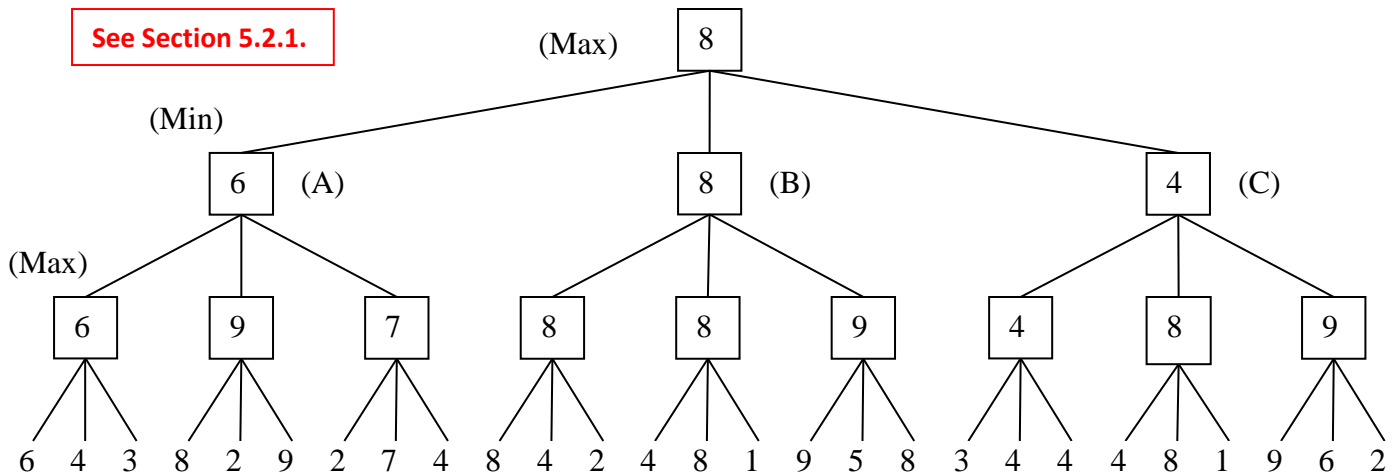 See Section 5.2.1.
(Max) 8
(Min)
6 (A) 8 (B) 4 (C)
(Max)
6 9 7 8 8 9 4 8 9
6 4 3 8 2 9 2 7 4 8 4 2 4 8 1 9 5 8 3 4 4 4 8 1 9 6 2